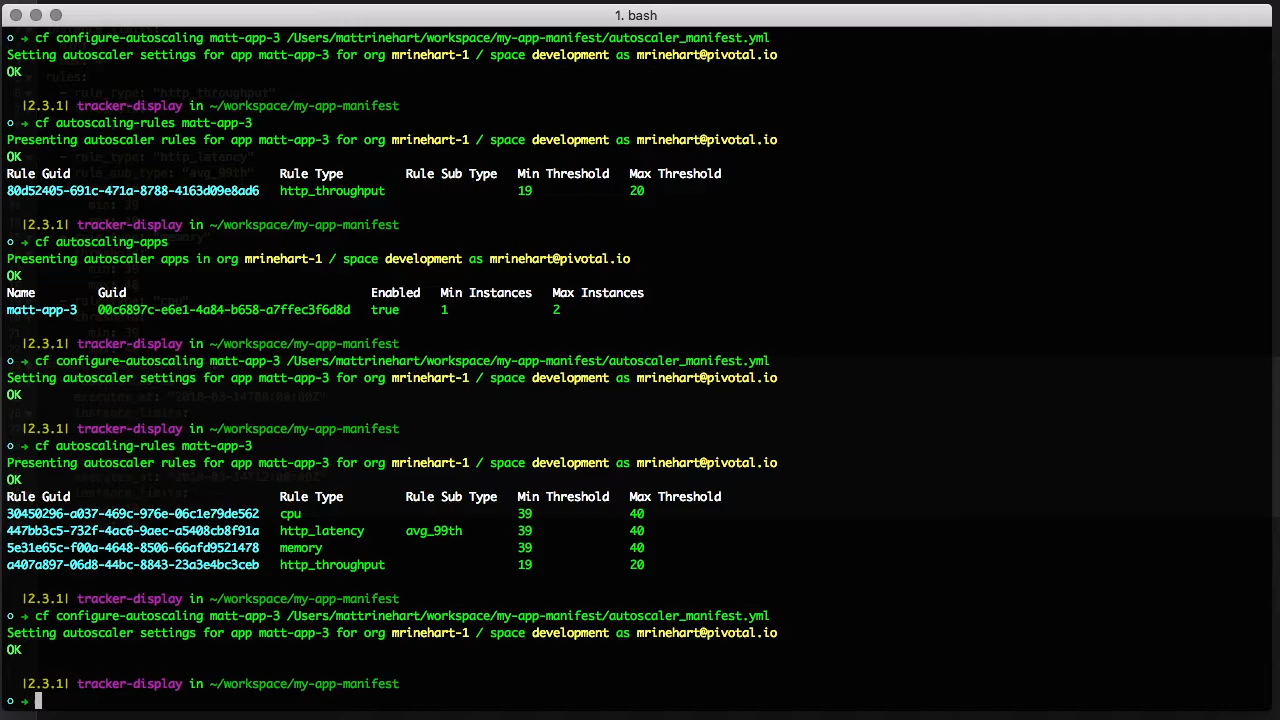 1. bash
→ cf configure-autoscaling matt-app-3 /Users/mattrinehart/workspace/my-app-manifest/autoscaler_manifest.yml
Setting autoscaler settings for app matt-app-3 for org mrinehart-1 / space development as mrinehart@pivotal.io
OK
|2.3.1| tracker-display in ~/workspace/my-app-manifest
→ cf autoscaling-rules matt-app-3
Presenting autoscaler rules for app matt-app-3 for org mrinehart-1 / space development as mrinehart@pivotal.io
OK
Rule Guid Rule Type Rule Sub Type Min Threshold Max Threshold
80d52405-691c-471a-8788-4163d09e8ad6 http_throughput 19 20
|2.3.1| tracker-display in ~/workspace/my-app-manifest
→ cf autoscaling-apps
Presenting autoscaler apps in org mrinehart-1 / space development as mrinehart@pivotal.io
OK
Name Guid Enabled Min Instances Max Instances
matt-app-3 00c6897c-e6e1-4a84-b658-a7ffec3f6d8d true 1 2
|2.3.1| tracker-display in ~/workspace/my-app-manifest
→ cf configure-autoscaling matt-app-3 /Users/mattrinehart/workspace/my-app-manifest/autoscaler_manifest.yml
Setting autoscaler settings for app matt-app-3 for org mrinehart-1 / space development as mrinehart@pivotal.io
OK
|2.3.1| tracker-display in ~/workspace/my-app-manifest
→ cf autoscaling-rules matt-app-3
Presenting autoscaler rules for app matt-app-3 for org mrinehart-1 / space development as mrinehart@pivotal.io
OK
Rule Guid Rule Type Rule Sub Type Min Threshold Max Threshold
30450296-a037-469c-976e-06c1e79de562 cpu 39 40
447bb3c5-732f-4ac6-9aec-a5408cb8f91a http_latency avg_99th 39 40
5e31e65c-f00a-4648-8506-66afd9521478 memory 39 40
a407a897-06d8-44bc-8843-23a3e4bc3ceb http_throughput 19 20
|2.3.1| tracker-display in ~/workspace/my-app-manifest
→ cf configure-autoscaling matt-app-3 /Users/mattrinehart/workspace/my-app-manifest/autoscaler_manifest.yml
Setting autoscaler settings for app matt-app-3 for org mrinehart-1 / space development as mrinehart@pivotal.io
OK
|2.3.1| tracker-display in ~/workspace/my-app-manifest
→